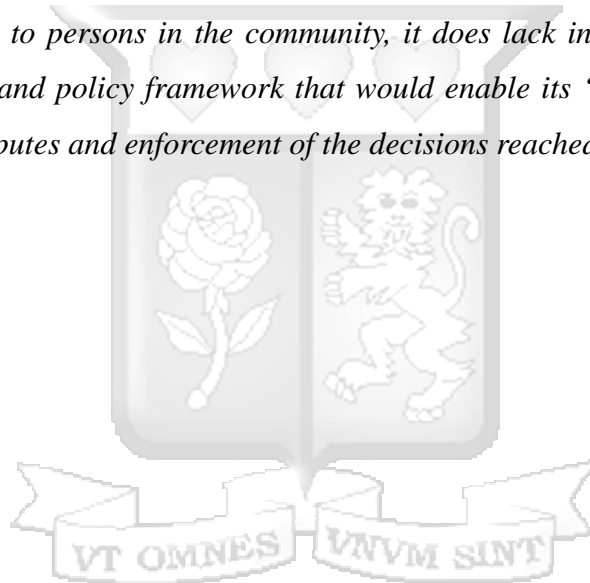 to persons in the community, it does lack in
and policy framework that would enable its ‘
putes and enforcement of the decisions reached
VT OMNES VNVM SINT